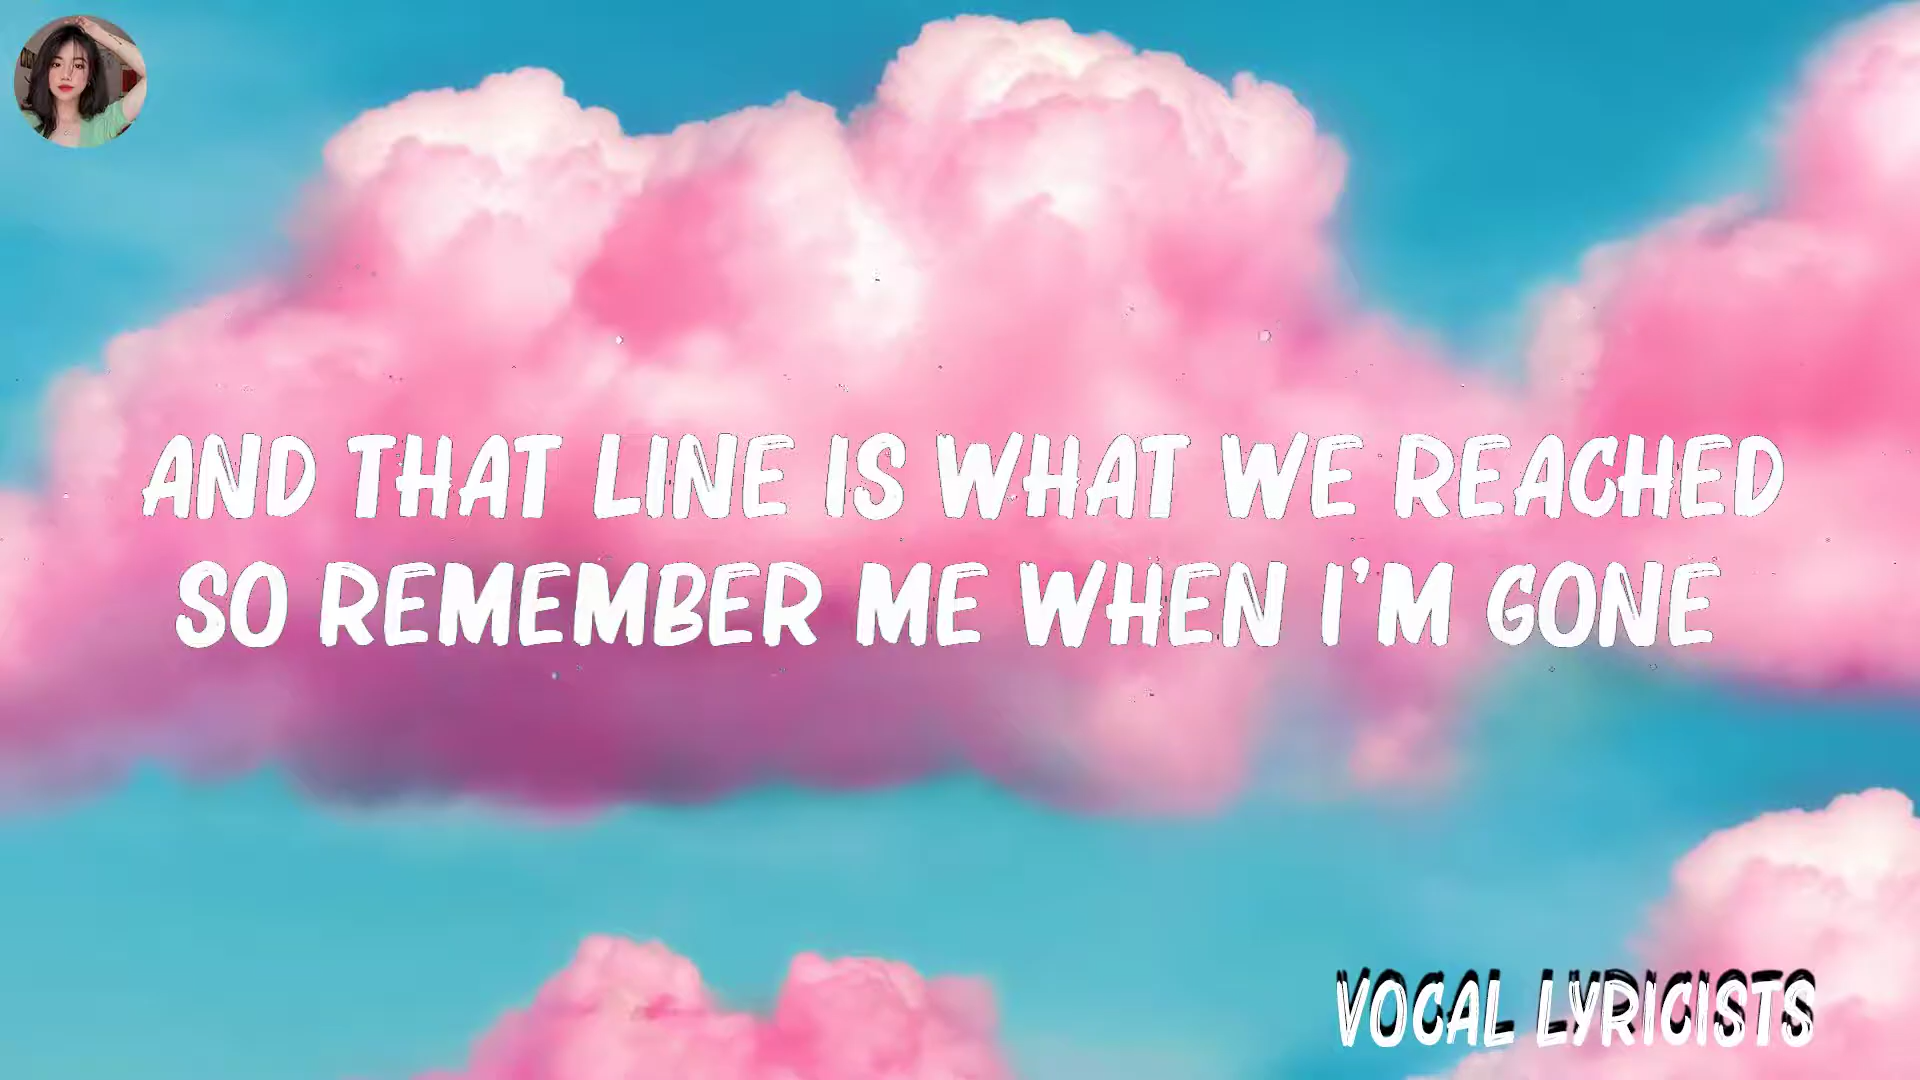 AND THAT LINE IS WHAT WE REACHED
SO REMEMBER ME WHEN I'M GONE
VOCAL LYRICISTS